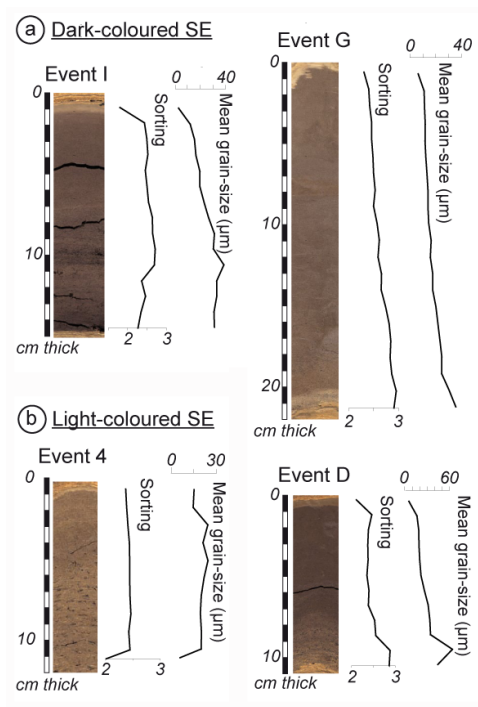 a Dark-coloured SE
Event I
0 40
0
10
Sorting
Mean grain-size (µm)
2 3
cm thick
Event G
0 40
0
10
20
Sorting
Mean grain-size (µm)
2 3
cm thick
b Light-coloured SE
Event 4
0 30
0
10
Sorting
Mean grain-size (µm)
2 3
cm thick
Event D
0 60
0
10
Sorting
Mean grain-size (µm)
2 3
cm thick